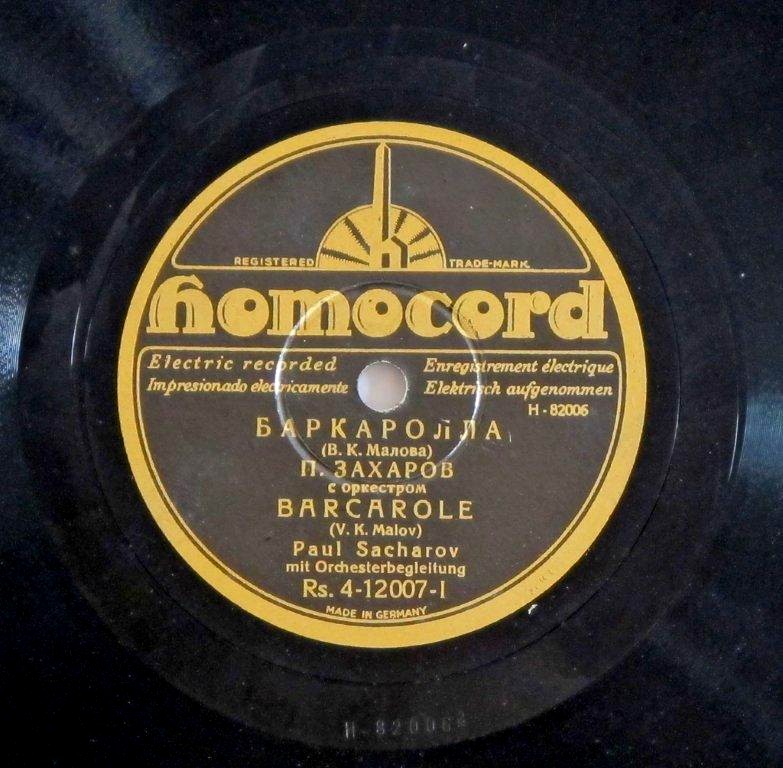 REGISTERED TRADE-MARK
h
homocord
Electric recorded Enregistrement électrique
Impresionado electricamente Elektrisch aufgenommen
H-82006
БАРКАРОЛЛА
(В. К. Малова)
П. ЗАХАРОВ
с оркестром
BARCAROLE
(V. K. Malov)
Paul Sacharov
mit Orchesterbegleitung
Rs. 4-12007-I
MADE IN GERMANY
H-82006